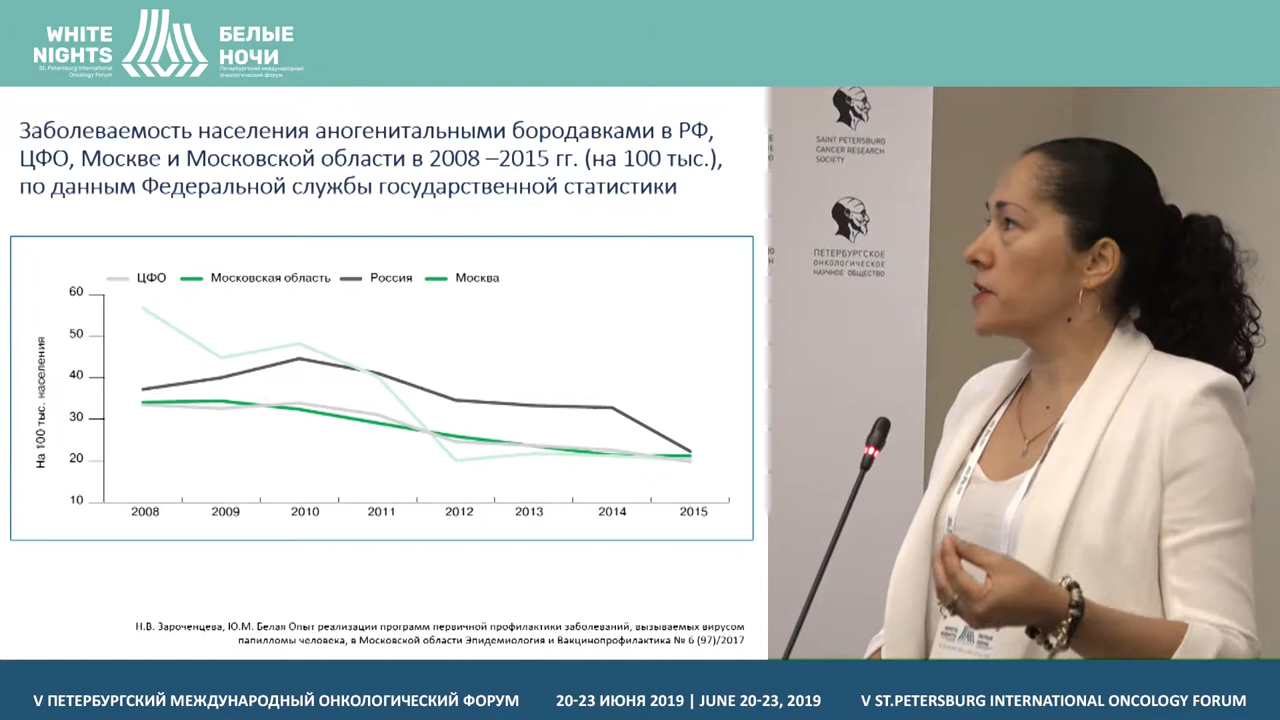 WHITE
NIGHTS
St. Petersburg International
Oncology Forum
БЕЛЫЕ
НОЧИ
Петербургский международный
онкологический форум
Заболеваемость населения аногенитальными бородавками в РФ,
ЦФО, Москве и Московской области в 2008 –2015 гг. (на 100 тыс.),
по данным Федеральной службы государственной статистики
ЦФО Московская область Россия Москва
На 100 тыс. населения
60
50
40
30
20
10
2008 2009 2010 2011 2012 2013 2014 2015
Н.В. Зароченцева, Ю.М. Белая Опыт реализации программ первичной профилактики заболеваний, вызываемых вирусом
папилломы человека, в Московской области Эпидемиология и Вакцинопрофилактика № 6 (97)/2017
SAINT PETERSBURG
CANCER RESEARCH
SOCIETY
ПЕТЕРБУРГСКОЕ
ОНКОЛОГИЧЕСКОЕ
НАУЧНОЕ ОБЩЕСТВО
WHITE
NIGHTS
БЕЛЫЕ
НОЧИ
V ПЕТЕРБУРГСКИЙ МЕЖДУНАРОДНЫЙ ОНКОЛОГИЧЕСКИЙ ФОРУМ 20-23 ИЮНЯ 2019 | JUNE 20-23, 2019 V ST.PETERSBURG INTERNATIONAL ONCOLOGY FORUM